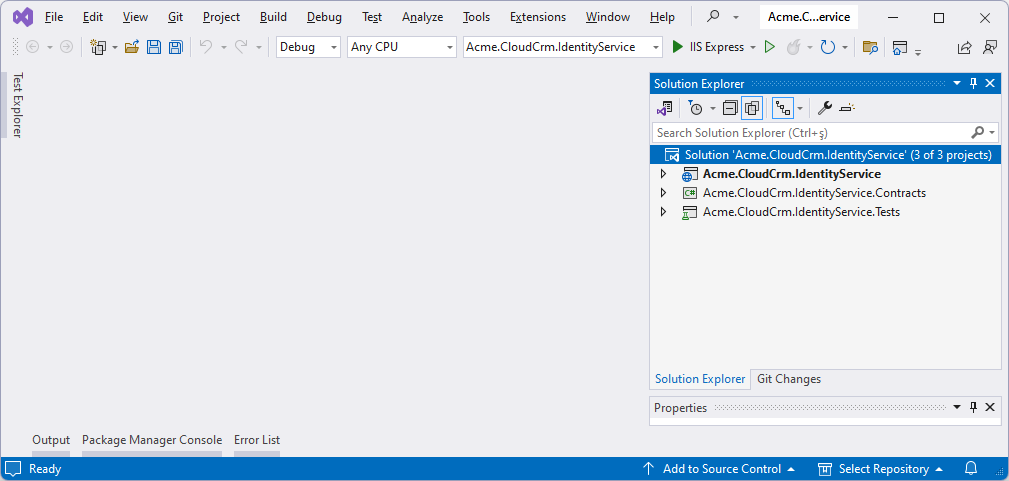 File Edit View Git Project Build Debug Test Analyze Tools Extensions Window Help Acme.C...ervice
Debug Any CPU Acme.CloudCrm.IdentityService IIS Express
Test Explorer
Solution Explorer
Search Solution Explorer (Ctrl+ş)
Solution 'Acme.CloudCrm.IdentityService' (3 of 3 projects)
Acme.CloudCrm.IdentityService
C# Acme.CloudCrm.IdentityService.Contracts
Acme.CloudCrm.IdentityService.Tests
Solution Explorer Git Changes
Properties
Output Package Manager Console Error List
Ready Add to Source Control Select Repository